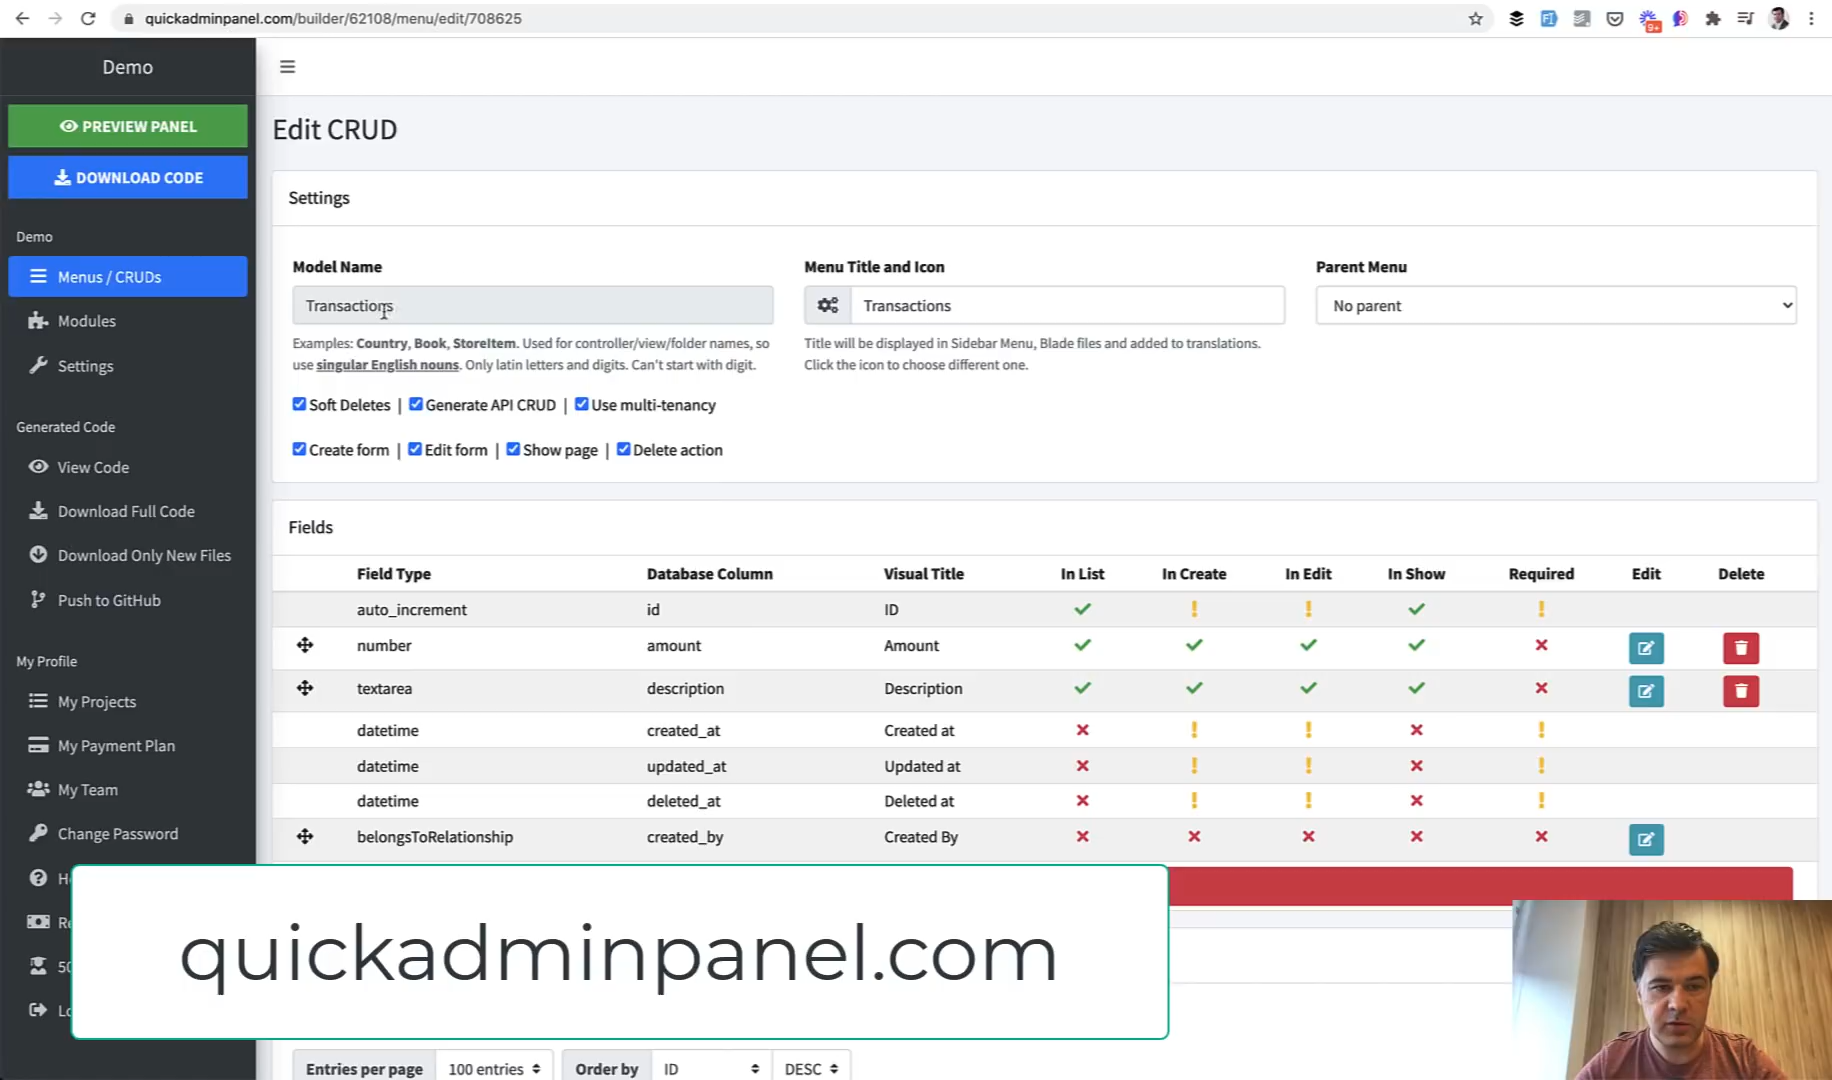 quickadminpanel.com/builder/62108/menu/edit/708625
9+
Demo
PREVIEW PANEL
DOWNLOAD CODE
Demo
Menus / CRUDs
Modules
Settings
Generated Code
View Code
Download Full Code
Download Only New Files
Push to GitHub
My Profile
My Projects
My Payment Plan
My Team
Change Password
Edit CRUD
Settings
Model Name
Transactions
Examples: Country, Book, StoreItem. Used for controller/view/folder names, so
use singular English nouns. Only latin letters and digits. Can't start with digit.
Menu Title and Icon
Transactions
Title will be displayed in Sidebar Menu, Blade files and added to translations.
Click the icon to choose different one.
Parent Menu
No parent
Soft Deletes | Generate API CRUD | Use multi-tenancy
Create form | Edit form | Show page | Delete action
Fields
Field Type Database Column Visual Title In List In Create In Edit In Show Required Edit Delete
auto_increment id ID
number amount Amount
textarea description Description
datetime created_at Created at
datetime updated_at Updated at
datetime deleted_at Deleted at
belongsToRelationship created_by Created By
quickadminpanel.com
Entries per page 100 entries Order by ID DESC